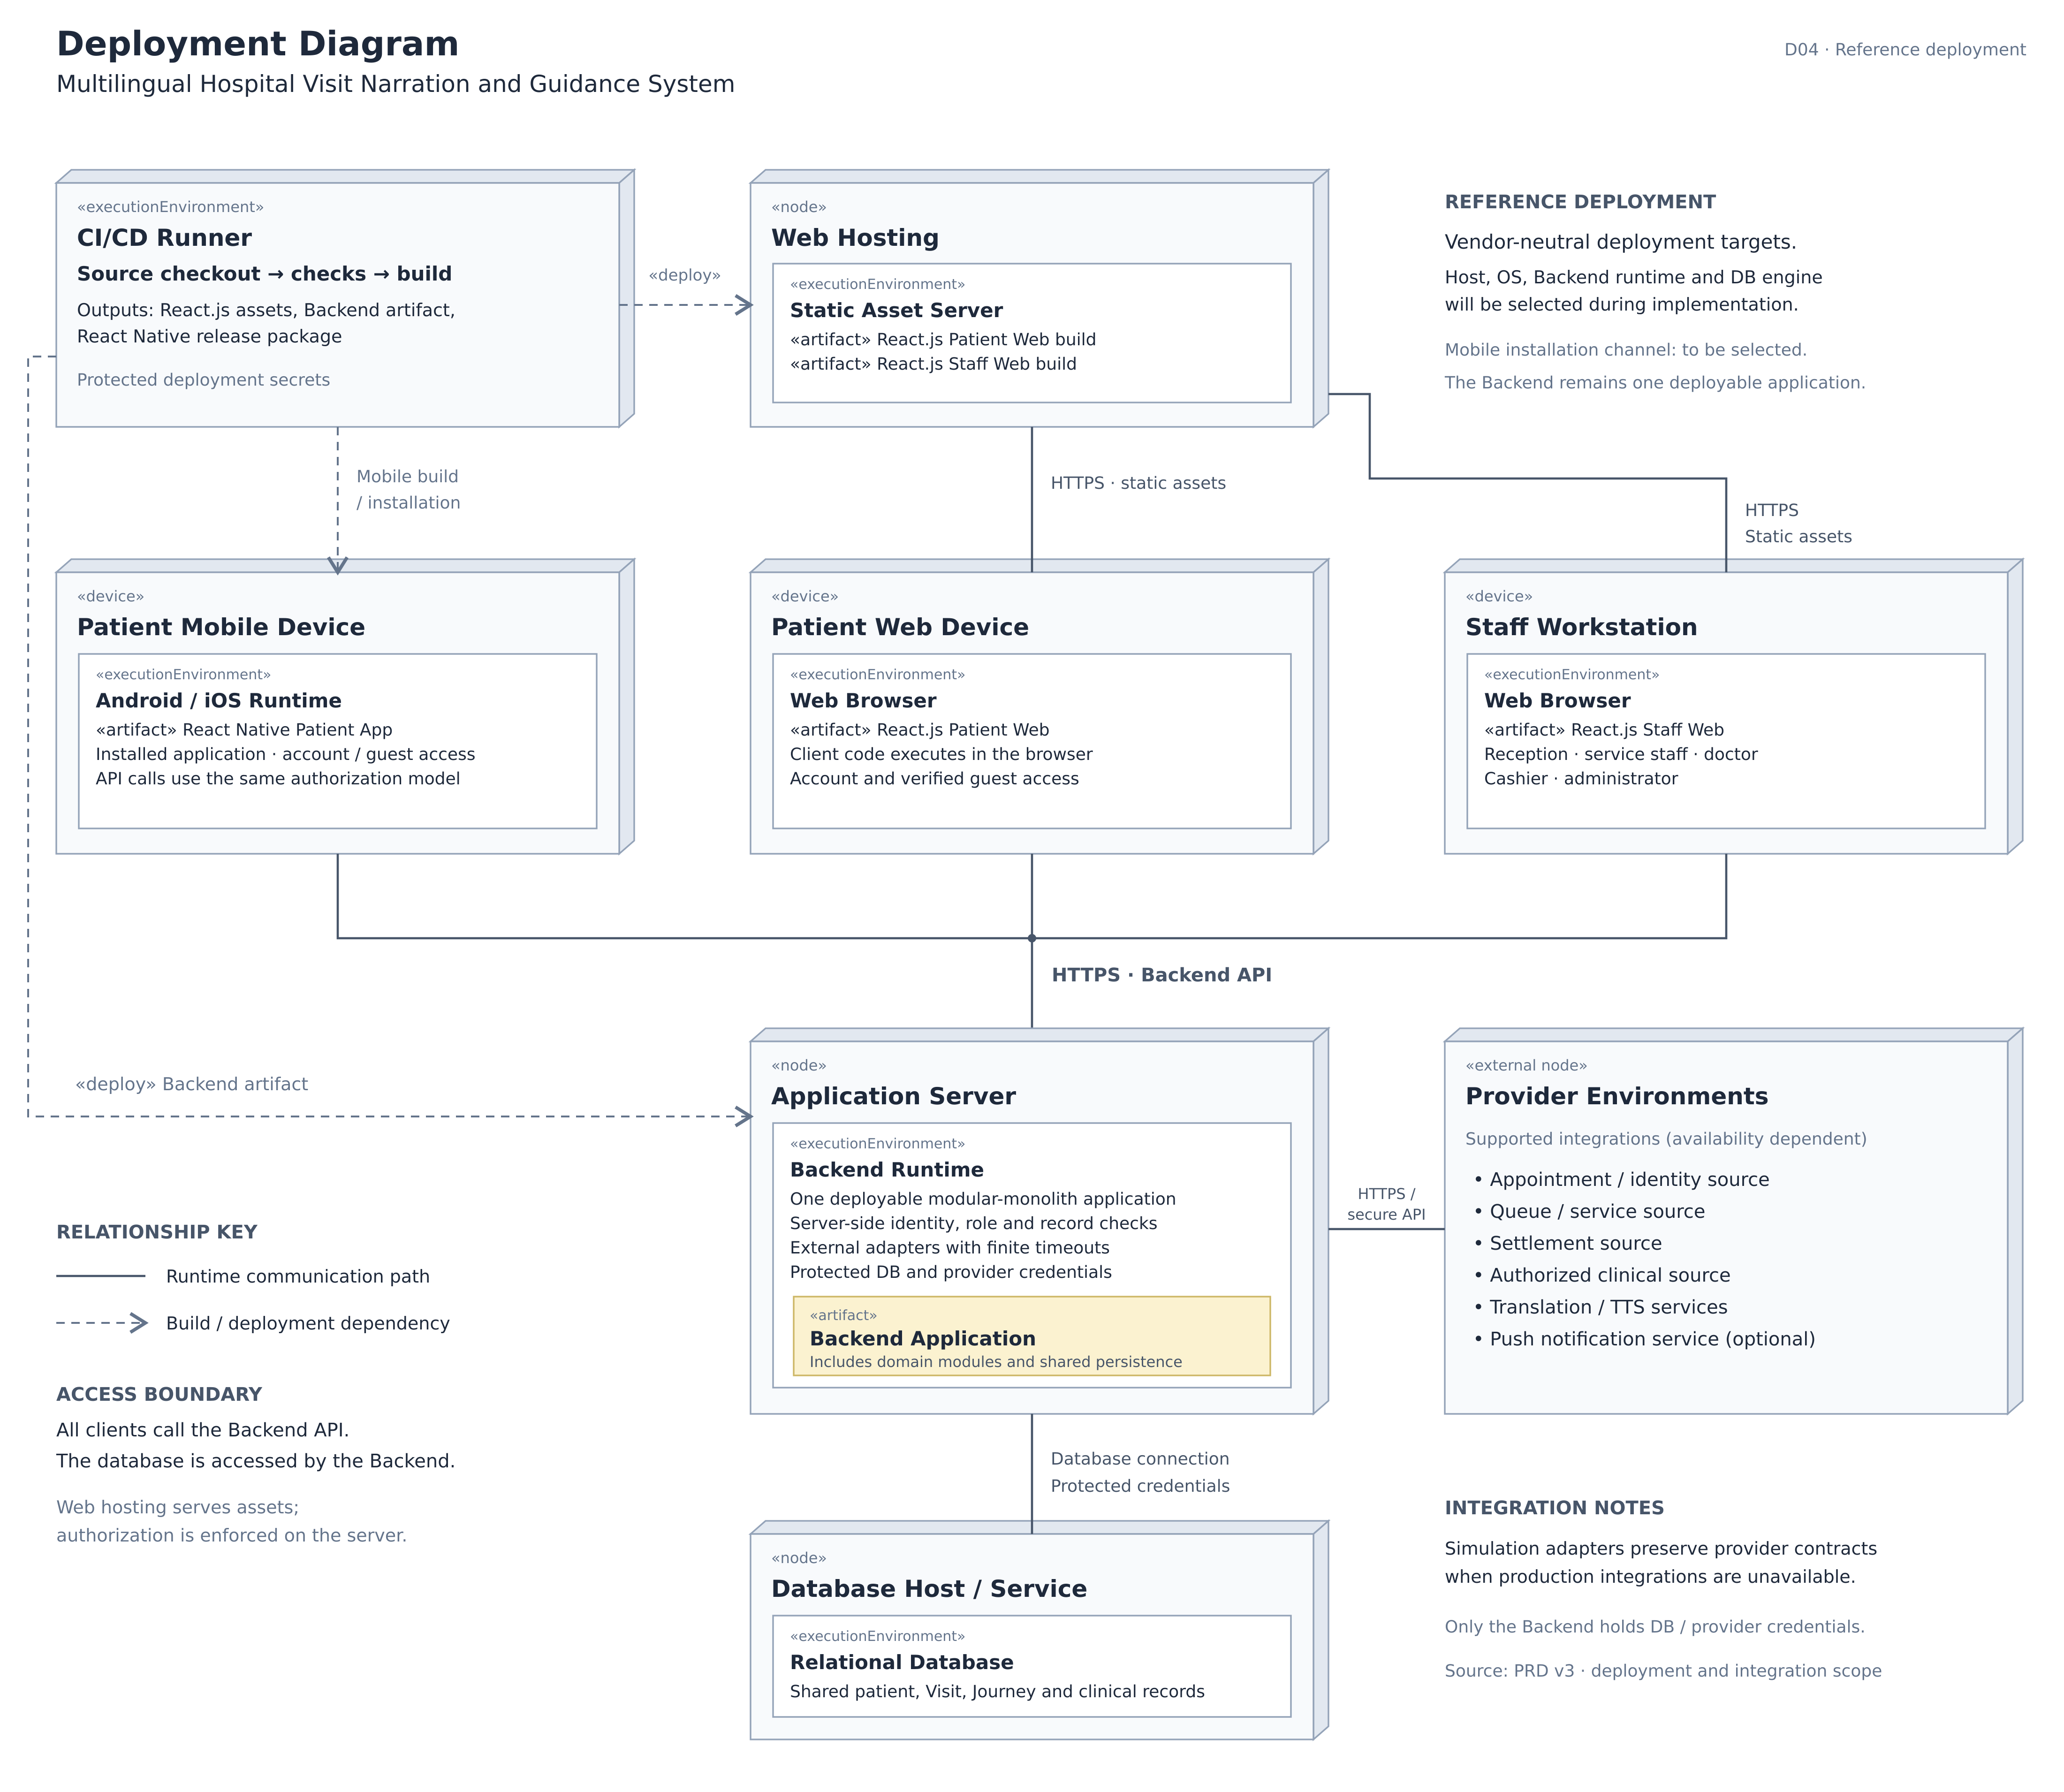 Deployment Diagram
Multilingual Hospital Visit Narration and Guidance System
D04 · Reference deployment
«executionEnvironment»
CI/CD Runner
Source checkout → checks → build
Outputs: React.js assets, Backend artifact,
React Native release package
Protected deployment secrets
«deploy»
«node»
Web Hosting
«executionEnvironment»
Static Asset Server
«artifact» React.js Patient Web build
«artifact» React.js Staff Web build
REFERENCE DEPLOYMENT
Vendor-neutral deployment targets.
Host, OS, Backend runtime and DB engine
will be selected during implementation.
Mobile installation channel: to be selected.
The Backend remains one deployable application.
Mobile build
/ installation
HTTPS · static assets
HTTPS
Static assets
«device»
Patient Mobile Device
«executionEnvironment»
Android / iOS Runtime
«artifact» React Native Patient App
Installed application · account / guest access
API calls use the same authorization model
«device»
Patient Web Device
«executionEnvironment»
Web Browser
«artifact» React.js Patient Web
Client code executes in the browser
Account and verified guest access
«device»
Staff Workstation
«executionEnvironment»
Web Browser
«artifact» React.js Staff Web
Reception · service staff · doctor
Cashier · administrator
HTTPS · Backend API
«deploy» Backend artifact
«node»
Application Server
«executionEnvironment»
Backend Runtime
One deployable modular-monolith application
Server-side identity, role and record checks
External adapters with finite timeouts
Protected DB and provider credentials
«artifact»
Backend Application
Includes domain modules and shared persistence
HTTPS /
secure API
«external node»
Provider Environments
Supported integrations (availability dependent)
• Appointment / identity source
• Queue / service source
• Settlement source
• Authorized clinical source
• Translation / TTS services
• Push notification service (optional)
RELATIONSHIP KEY
Runtime communication path
Build / deployment dependency
ACCESS BOUNDARY
All clients call the Backend API.
The database is accessed by the Backend.
Web hosting serves assets;
authorization is enforced on the server.
Database connection
Protected credentials
«node»
Database Host / Service
«executionEnvironment»
Relational Database
Shared patient, Visit, Journey and clinical records
INTEGRATION NOTES
Simulation adapters preserve provider contracts
when production integrations are unavailable.
Only the Backend holds DB / provider credentials.
Source: PRD v3 · deployment and integration scope